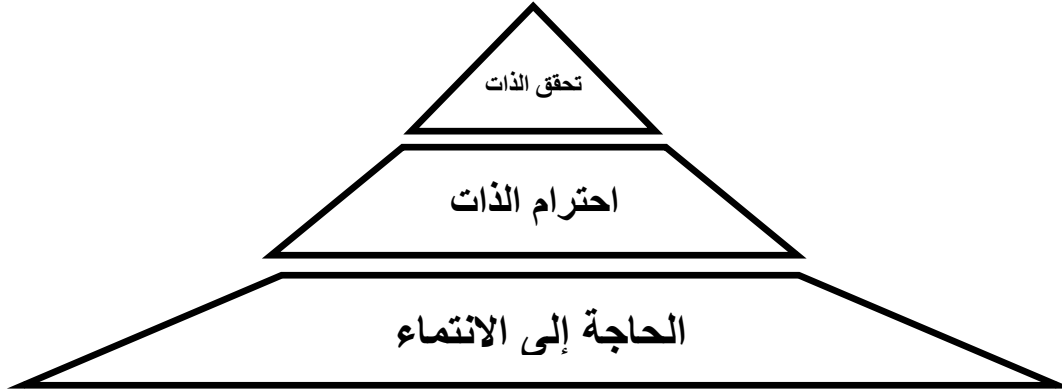 تحقق الذات
احترام الذات
الحاجة إلى الانتماء